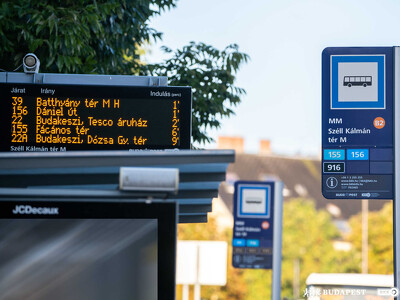 Járat Irány Indulás (perc)
39 Batthyány tér M H 1'
156 Dániel út 1'
22 Budakeszi, Tesco áruház 2'
155 Fácános tér 6'
22A Budakeszi, Dózsa Gy. tér 9'
Széll Kálmán tér M
JCDecaux
MM
Széll Kálmán
tér M
B2
155 156
916
BUDAPEST